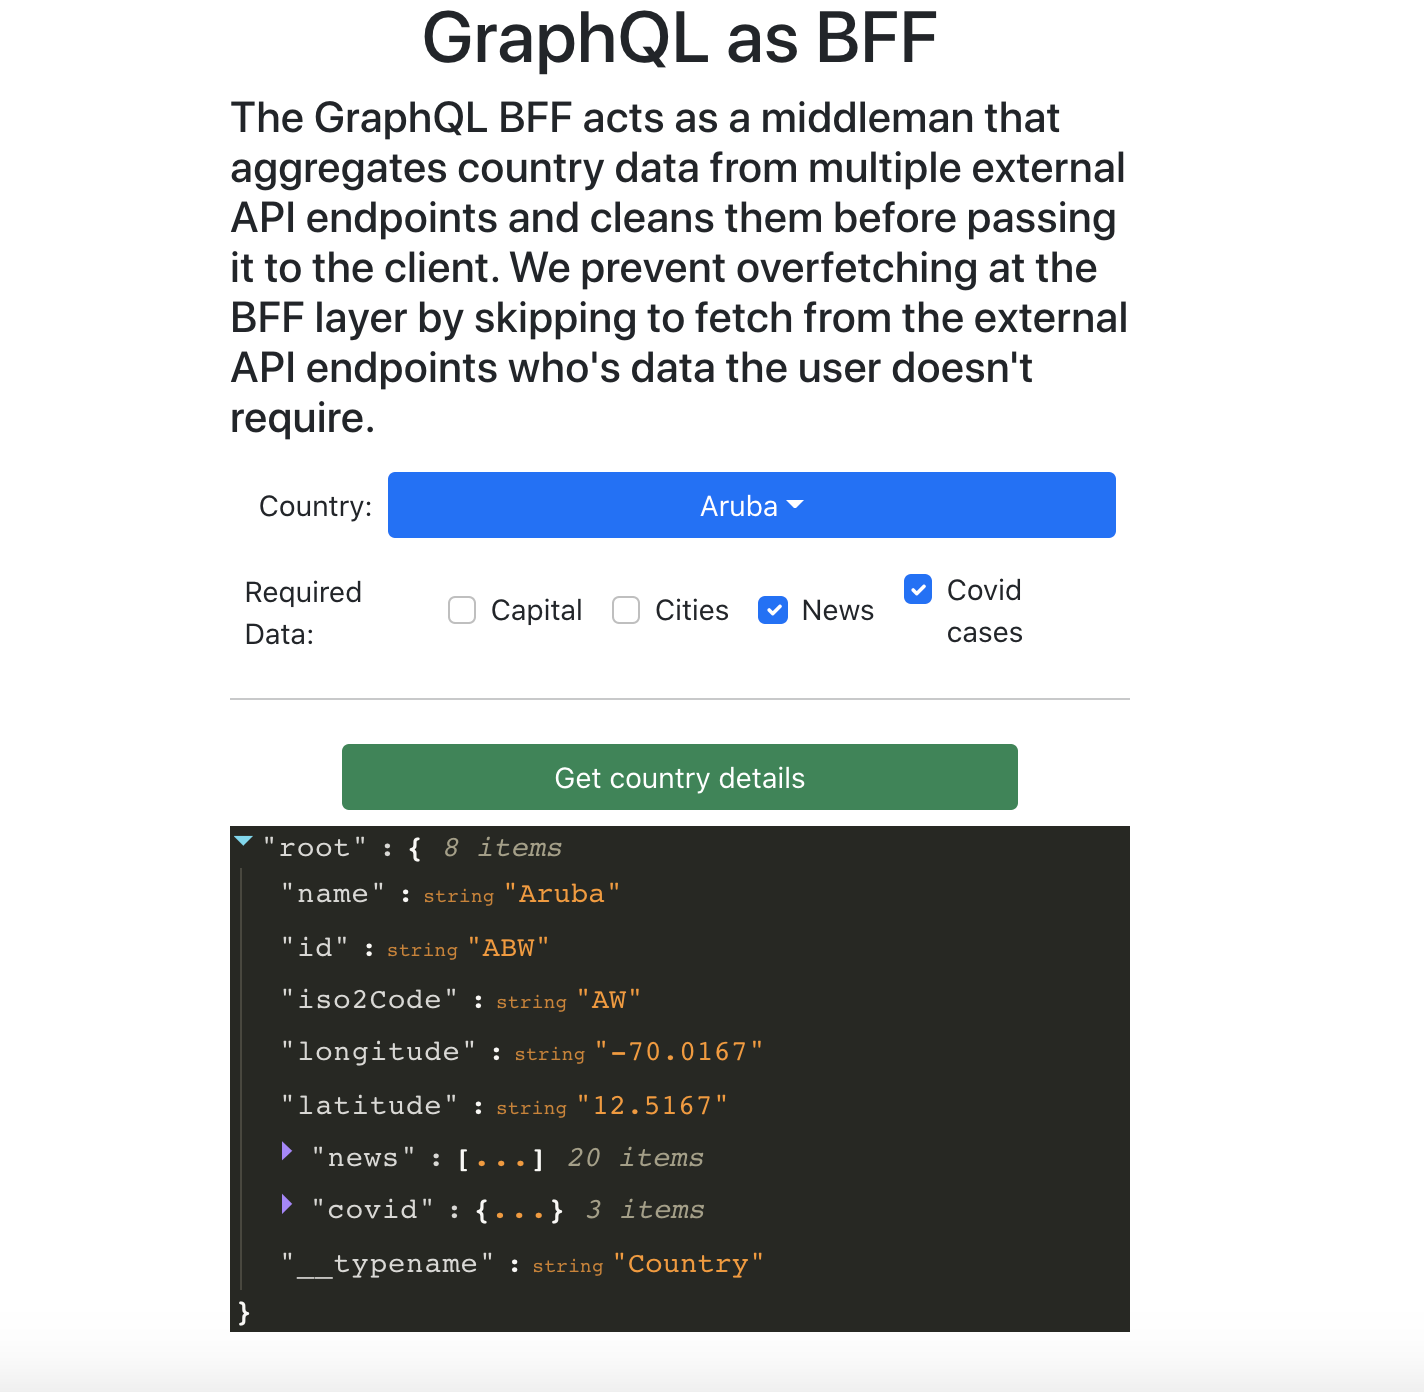 GraphQL as BFF
The GraphQL BFF acts as a middleman that
aggregates country data from multiple external
API endpoints and cleans them before passing
it to the client. We prevent overfetching at the
BFF layer by skipping to fetch from the external
API endpoints who's data the user doesn't
require.
Country:
Aruba
Required
Data:
Capital
Cities
News
Covid
cases
Get country details
"root" : { 8 items
"name" : string "Aruba"
"id" : string "ABW"
"iso2Code" : string "AW"
"longitude" : string "-70.0167"
"latitude" : string "12.5167"
"news" : [...] 20 items
"covid" : {...} 3 items
"__typename" : string "Country"
}